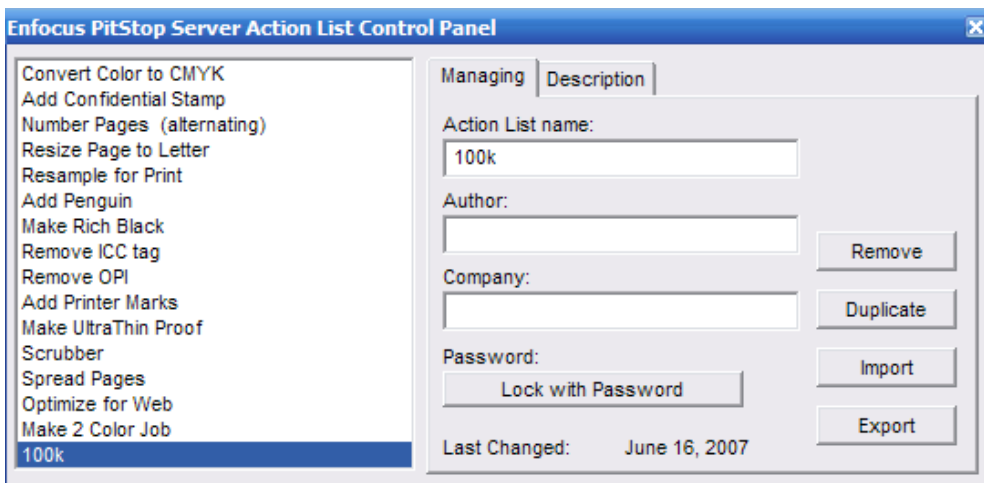 Enfocus PitStop Server Action List Control Panel
Convert Color to CMYK
Add Confidential Stamp
Number Pages (alternating)
Resize Page to Letter
Resample for Print
Add Penguin
Make Rich Black
Remove ICC tag
Remove OPI
Add Printer Marks
Make UltraThin Proof
Scrubber
Spread Pages
Optimize for Web
Make 2 Color Job
100k
Managing
Description
Action List name:
100k
Author:
Company:
Password:
Lock with Password
Last Changed: June 16, 2007
Remove
Duplicate
Import
Export